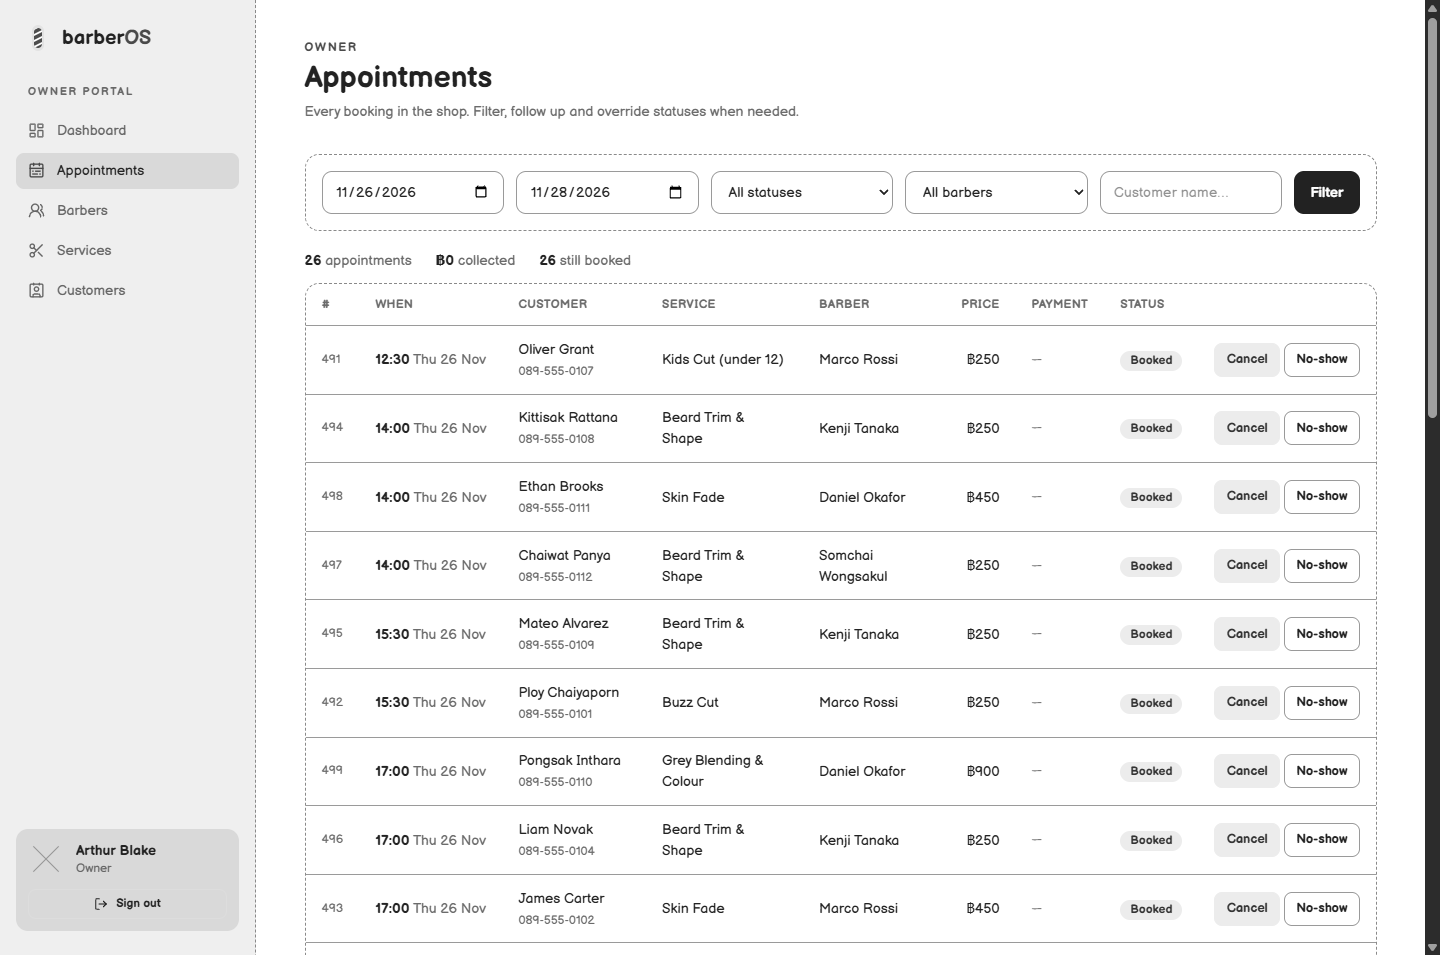 barberOS
OWNER PORTAL
Dashboard
Appointments
Barbers
Services
Customers
Arthur Blake
Owner
Sign out
OWNER
Appointments
Every booking in the shop. Filter, follow up and override statuses when needed.
11/26/2026 11/28/2026 All statuses All barbers Customer name... Filter
26 appointments ฿0 collected 26 still booked
# WHEN CUSTOMER SERVICE BARBER PRICE PAYMENT STATUS
491 12:30 Thu 26 Nov Oliver Grant Kids Cut (under 12) Marco Rossi ฿250 — Booked Cancel No-show
089-555-0107
494 14:00 Thu 26 Nov Kittisak Rattana Beard Trim & Kenji Tanaka ฿250 — Booked Cancel No-show
089-555-0108 Shape
498 14:00 Thu 26 Nov Ethan Brooks Skin Fade Daniel Okafor ฿450 — Booked Cancel No-show
089-555-0111
497 14:00 Thu 26 Nov Chaiwat Panya Beard Trim & Somchai ฿250 — Booked Cancel No-show
089-555-0112 Shape Wongsakul
495 15:30 Thu 26 Nov Mateo Alvarez Beard Trim & Kenji Tanaka ฿250 — Booked Cancel No-show
089-555-0109 Shape
492 15:30 Thu 26 Nov Ploy Chaiyaporn Buzz Cut Marco Rossi ฿250 — Booked Cancel No-show
089-555-0101
499 17:00 Thu 26 Nov Pongsak Inthara Grey Blending & Daniel Okafor ฿900 — Booked Cancel No-show
089-555-0110 Colour
496 17:00 Thu 26 Nov Liam Novak Beard Trim & Kenji Tanaka ฿250 — Booked Cancel No-show
089-555-0104 Shape
493 17:00 Thu 26 Nov James Carter Skin Fade Marco Rossi ฿450 — Booked Cancel No-show
089-555-0102